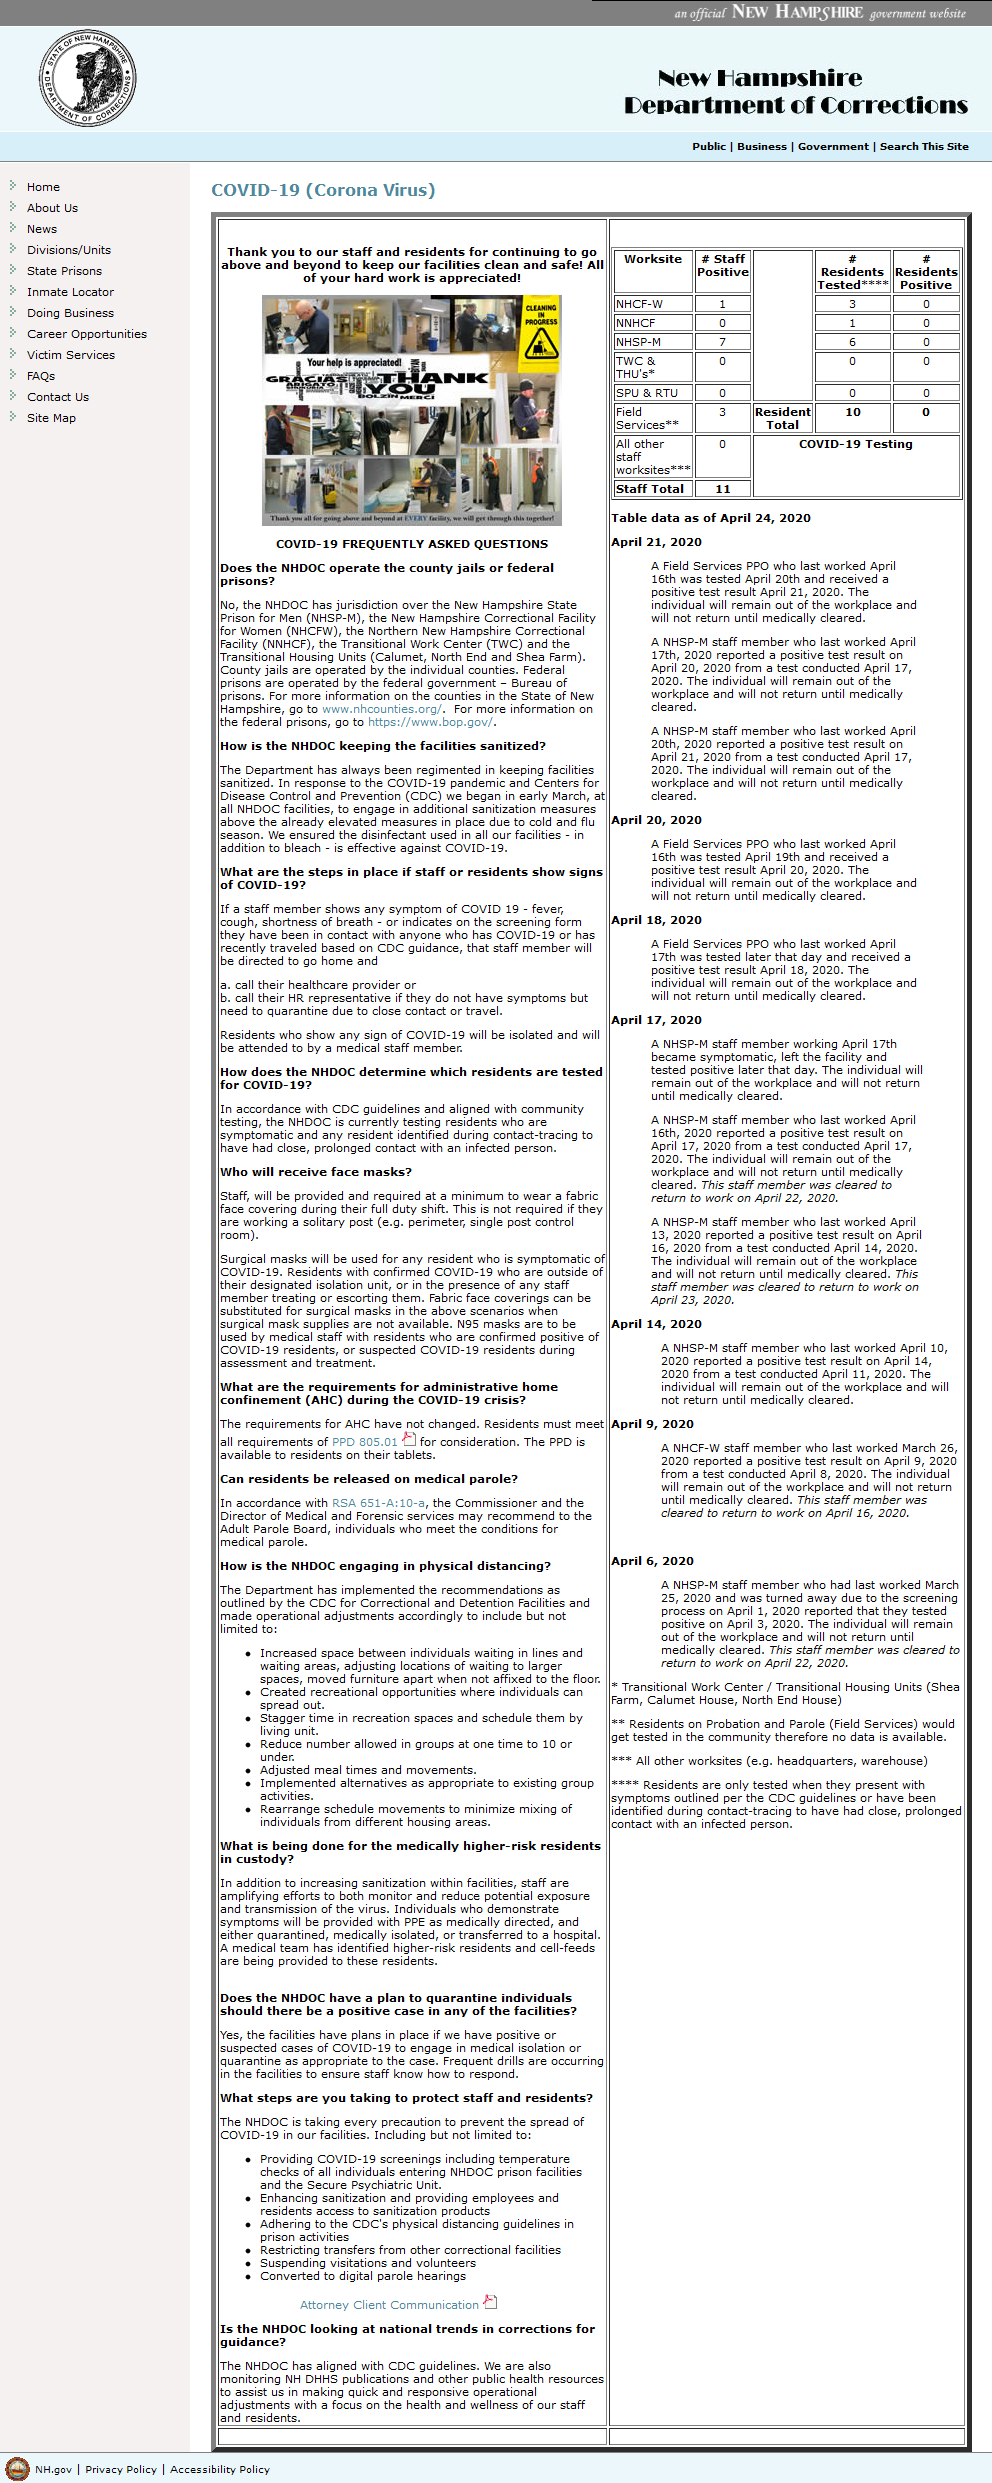 an official NEW HAMPSHIRE government website
STATE OF NEW HAMPSHIRE
DEPARTMENT OF CORRECTIONS
New Hampshire
Department of Corrections
Public | Business | Government | Search This Site
Home
About Us
News
Divisions/Units
State Prisons
Inmate Locator
Doing Business
Career Opportunities
Victim Services
FAQs
Contact Us
Site Map
COVID-19 (Corona Virus)
Thank you to our staff and residents for continuing to go
above and beyond to keep our facilities clean and safe! All
of your hard work is appreciated!
CLEANING
IN
PROGRESS
Your help is appreciated!
GRACIAS
THANK
YOU
BOLZIN MERCI
Thank you all for going above and beyond at EVERY facility, we will get through this together!
COVID-19 FREQUENTLY ASKED QUESTIONS
Does the NHDOC operate the county jails or federal
prisons?
No, the NHDOC has jurisdiction over the New Hampshire State
Prison for Men (NHSP-M), the New Hampshire Correctional Facility
for Women (NHCFW), the Northern New Hampshire Correctional
Facility (NNHCF), the Transitional Work Center (TWC) and the
Transitional Housing Units (Calumet, North End and Shea Farm).
County jails are operated by the individual counties. Federal
prisons are operated by the federal government – Bureau of
prisons. For more information on the counties in the State of New
Hampshire, go to www.nhcounties.org/.  For more information on
the federal prisons, go to https://www.bop.gov/.
How is the NHDOC keeping the facilities sanitized?
The Department has always been regimented in keeping facilities
sanitized. In response to the COVID-19 pandemic and Centers for
Disease Control and Prevention (CDC) we began in early March, at
all NHDOC facilities, to engage in additional sanitization measures
above the already elevated measures in place due to cold and flu
season. We ensured the disinfectant used in all our facilities - in
addition to bleach - is effective against COVID-19.
What are the steps in place if staff or residents show signs
of COVID-19?
If a staff member shows any symptom of COVID 19 - fever,
cough, shortness of breath - or indicates on the screening form
they have been in contact with anyone who has COVID-19 or has
recently traveled based on CDC guidance, that staff member will
be directed to go home and
a. call their healthcare provider or
b. call their HR representative if they do not have symptoms but
need to quarantine due to close contact or travel.
Residents who show any sign of COVID-19 will be isolated and will
be attended to by a medical staff member.
How does the NHDOC determine which residents are tested
for COVID-19?
In accordance with CDC guidelines and aligned with community
testing, the NHDOC is currently testing residents who are
symptomatic and any resident identified during contact-tracing to
have had close, prolonged contact with an infected person.
Who will receive face masks?
Staff, will be provided and required at a minimum to wear a fabric
face covering during their full duty shift. This is not required if they
are working a solitary post (e.g. perimeter, single post control
room).
Surgical masks will be used for any resident who is symptomatic of
COVID-19. Residents with confirmed COVID-19 who are outside of
their designated isolation unit, or in the presence of any staff
member treating or escorting them. Fabric face coverings can be
substituted for surgical masks in the above scenarios when
surgical mask supplies are not available. N95 masks are to be
used by medical staff with residents who are confirmed positive of
COVID-19 residents, or suspected COVID-19 residents during
assessment and treatment.
What are the requirements for administrative home
confinement (AHC) during the COVID-19 crisis?
The requirements for AHC have not changed. Residents must meet
all requirements of PPD 805.01 for consideration. The PPD is
available to residents on their tablets.
Can residents be released on medical parole?
In accordance with RSA 651-A:10-a, the Commissioner and the
Director of Medical and Forensic services may recommend to the
Adult Parole Board, individuals who meet the conditions for
medical parole.
How is the NHDOC engaging in physical distancing?
The Department has implemented the recommendations as
outlined by the CDC for Correctional and Detention Facilities and
made operational adjustments accordingly to include but not
limited to:
• Increased space between individuals waiting in lines and
waiting areas, adjusting locations of waiting to larger
spaces, moved furniture apart when not affixed to the floor.
• Created recreational opportunities where individuals can
spread out.
• Stagger time in recreation spaces and schedule them by
living unit.
• Reduce number allowed in groups at one time to 10 or
under.
• Adjusted meal times and movements.
• Implemented alternatives as appropriate to existing group
activities.
• Rearrange schedule movements to minimize mixing of
individuals from different housing areas.
What is being done for the medically higher-risk residents
in custody?
In addition to increasing sanitization within facilities, staff are
amplifying efforts to both monitor and reduce potential exposure
and transmission of the virus. Individuals who demonstrate
symptoms will be provided with PPE as medically directed, and
either quarantined, medically isolated, or transferred to a hospital.
A medical team has identified higher-risk residents and cell-feeds
are being provided to these residents.
Does the NHDOC have a plan to quarantine individuals
should there be a positive case in any of the facilities?
Yes, the facilities have plans in place if we have positive or
suspected cases of COVID-19 to engage in medical isolation or
quarantine as appropriate to the case. Frequent drills are occurring
in the facilities to ensure staff know how to respond.
What steps are you taking to protect staff and residents?
The NHDOC is taking every precaution to prevent the spread of
COVID-19 in our facilities. Including but not limited to:
• Providing COVID-19 screenings including temperature
checks of all individuals entering NHDOC prison facilities
and the Secure Psychiatric Unit.
• Enhancing sanitization and providing employees and
residents access to sanitization products
• Adhering to the CDC's physical distancing guidelines in
prison activities
• Restricting transfers from other correctional facilities
• Suspending visitations and volunteers
• Converted to digital parole hearings
Attorney Client Communication
Is the NHDOC looking at national trends in corrections for
guidance?
The NHDOC has aligned with CDC guidelines. We are also
monitoring NH DHHS publications and other public health resources
to assist us in making quick and responsive operational
adjustments with a focus on the health and wellness of our staff
and residents.
Worksite # Staff Positive # Residents Tested**** # Residents Positive
NHCF-W 1 3 0
NNHCF 0 1 0
NHSP-M 7 6 0
TWC & THU's* 0 0 0
SPU & RTU 0 0 0
Field Services** 3 Resident Total 10 0
All other staff worksites*** 0 COVID-19 Testing
Staff Total 11
Table data as of April 24, 2020
April 21, 2020
A Field Services PPO who last worked April
16th was tested April 20th and received a
positive test result April 21, 2020. The
individual will remain out of the workplace and
will not return until medically cleared.
A NHSP-M staff member who last worked April
17th, 2020 reported a positive test result on
April 20, 2020 from a test conducted April 17,
2020. The individual will remain out of the
workplace and will not return until medically
cleared.
A NHSP-M staff member who last worked April
20th, 2020 reported a positive test result on
April 21, 2020 from a test conducted April 17,
2020. The individual will remain out of the
workplace and will not return until medically
cleared.
April 20, 2020
A Field Services PPO who last worked April
16th was tested April 19th and received a
positive test result April 20, 2020. The
individual will remain out of the workplace and
will not return until medically cleared.
April 18, 2020
A Field Services PPO who last worked April
17th was tested later that day and received a
positive test result April 18, 2020. The
individual will remain out of the workplace and
will not return until medically cleared.
April 17, 2020
A NHSP-M staff member working April 17th
became symptomatic, left the facility and
tested positive later that day. The individual will
remain out of the workplace and will not return
until medically cleared.
A NHSP-M staff member who last worked April
16th, 2020 reported a positive test result on
April 17, 2020 from a test conducted April 17,
2020. The individual will remain out of the
workplace and will not return until medically
cleared. This staff member was cleared to
return to work on April 22, 2020.
A NHSP-M staff member who last worked April
13, 2020 reported a positive test result on April
16, 2020 from a test conducted April 14, 2020.
The individual will remain out of the workplace
and will not return until medically cleared. This
staff member was cleared to return to work on
April 23, 2020.
April 14, 2020
A NHSP-M staff member who last worked April 10,
2020 reported a positive test result on April 14,
2020 from a test conducted April 11, 2020. The
individual will remain out of the workplace and will
not return until medically cleared.
April 9, 2020
A NHCF-W staff member who last worked March 26,
2020 reported a positive test result on April 9, 2020
from a test conducted April 8, 2020. The individual
will remain out of the workplace and will not return
until medically cleared. This staff member was
cleared to return to work on April 16, 2020.
April 6, 2020
A NHSP-M staff member who had last worked March
25, 2020 and was turned away due to the screening
process on April 1, 2020 reported that they tested
positive on April 3, 2020. The individual will remain
out of the workplace and will not return until
medically cleared. This staff member was cleared to
return to work on April 22, 2020.
* Transitional Work Center / Transitional Housing Units (Shea
Farm, Calumet House, North End House)
** Residents on Probation and Parole (Field Services) would
get tested in the community therefore no data is available.
*** All other worksites (e.g. headquarters, warehouse)
**** Residents are only tested when they present with
symptoms outlined per the CDC guidelines or have been
identified during contact-tracing to have had close, prolonged
contact with an infected person.
NH.gov | Privacy Policy | Accessibility Policy